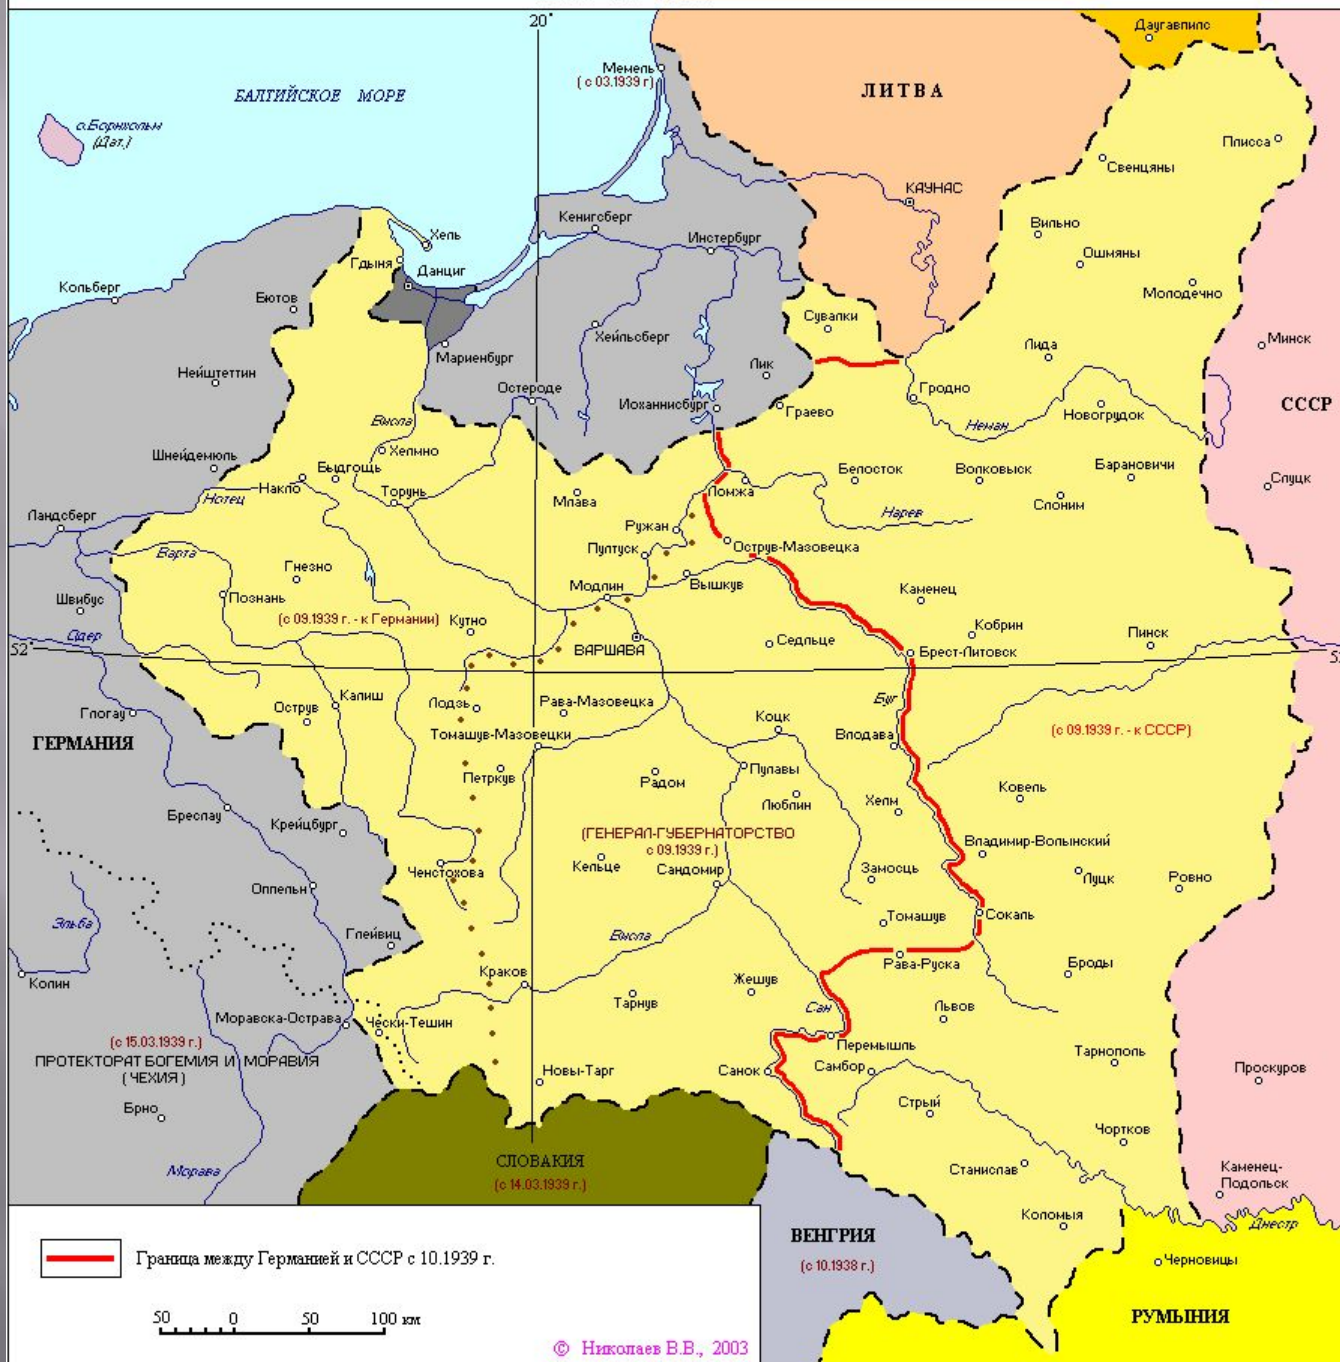 20°
Даугавпилс
Мемель
( с 03.1939 г)
ЛИТВА
БАЛТИЙСКОЕ МОРЕ
о.Борнхольм
(Дат.)
Плисса
Свенцяны
КАУНАС
Кенигсберг
Вильно
Хель
Инстербург
Ошмяны
Гдыня
Данциг
Кольберг
Бютов
Молодечно
Сувалки
Хейльсберг
Мариенбург
Лида
Минск
Лик
Нейштеттин
Остероде
Гродно
Иоханнисбург
Граево
СССР
Новогрудок
Неман
Висла
Хелмно
Шнейдемюль
Быдгощь
Белосток
Волковыск
Барановичи
Накло
Торунь
Ломжа
Слуцк
Нотец
Млава
Слоним
Нарев
Ландсберг
Ружан
Острув-Мазовецка
Варта
Пултуск
Гнезно
Модлин
Вышкув
Познань
Каменец
Швибус
(с 09.1939 г. - к Германии)
Кутно
Кобрин
Одер
ВАРШАВА
Седльце
Пинск
52°
Брест-Литовск
5
Калиш
Буг
Острув
Лодзь
Рава-Мазовецка
Глогау
Коцк
(с 09.1939 г. - к СССР)
ГЕРМАНИЯ
Томашув-Мазовецки
Влодава
Петркув
Пулавы
Радом
Ковель
Люблин
Хелм
Бреслау
Крейцбург
(ГЕНЕРАЛ-ГУБЕРНАТОРСТВО
с 09.1939 г.)
Владимир-Волынский
Ченстохова
Кельце
Сандомир
Замосць
Луцк
Ровно
Оппельн
Томашув
Сокаль
Эльба
Глейвиц
Висла
Рава-Руска
Броды
Колин
Краков
Жешув
Тарнув
Сан
Львов
Моравска-Острава
Чески-Тешин
(с 15.03.1939 г.)
Перемышль
Тарнополь
ПРОТЕКТОРАТ БОГЕМИЯ И МОРАВИЯ
( ЧЕХИЯ )
Новы-Тарг
Санок
Самбор
Проскуров
Брно
Стрый
Чортков
СЛОВАКИЯ
Морава
Станислав
Каменец-
Подольск
(с 14.03.1939 г.)
Коломыя
Днестр
ВЕНГРИЯ
Граница между Германией и СССР с 10.1939 г.
(с 10.1938 г.)
Черновицы
50 0 50 100 км
РУМЫНИЯ
© Николаев В.В., 2003